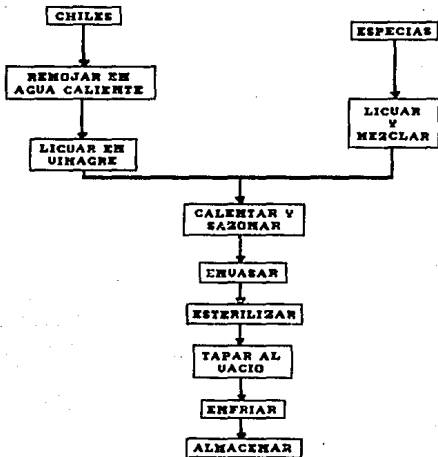 CHILES
ESPECIAS
REMOJAR EN
AGUA CALIENTE
LICUAR
Y
MEZCLAR
LICUAR EN
VINAGRE
CALENTAR Y
SAZONAR
ENVASAR
ESTERILIZAR
TAPAR AL
VACIO
ENFRIAR
ALMACENAR